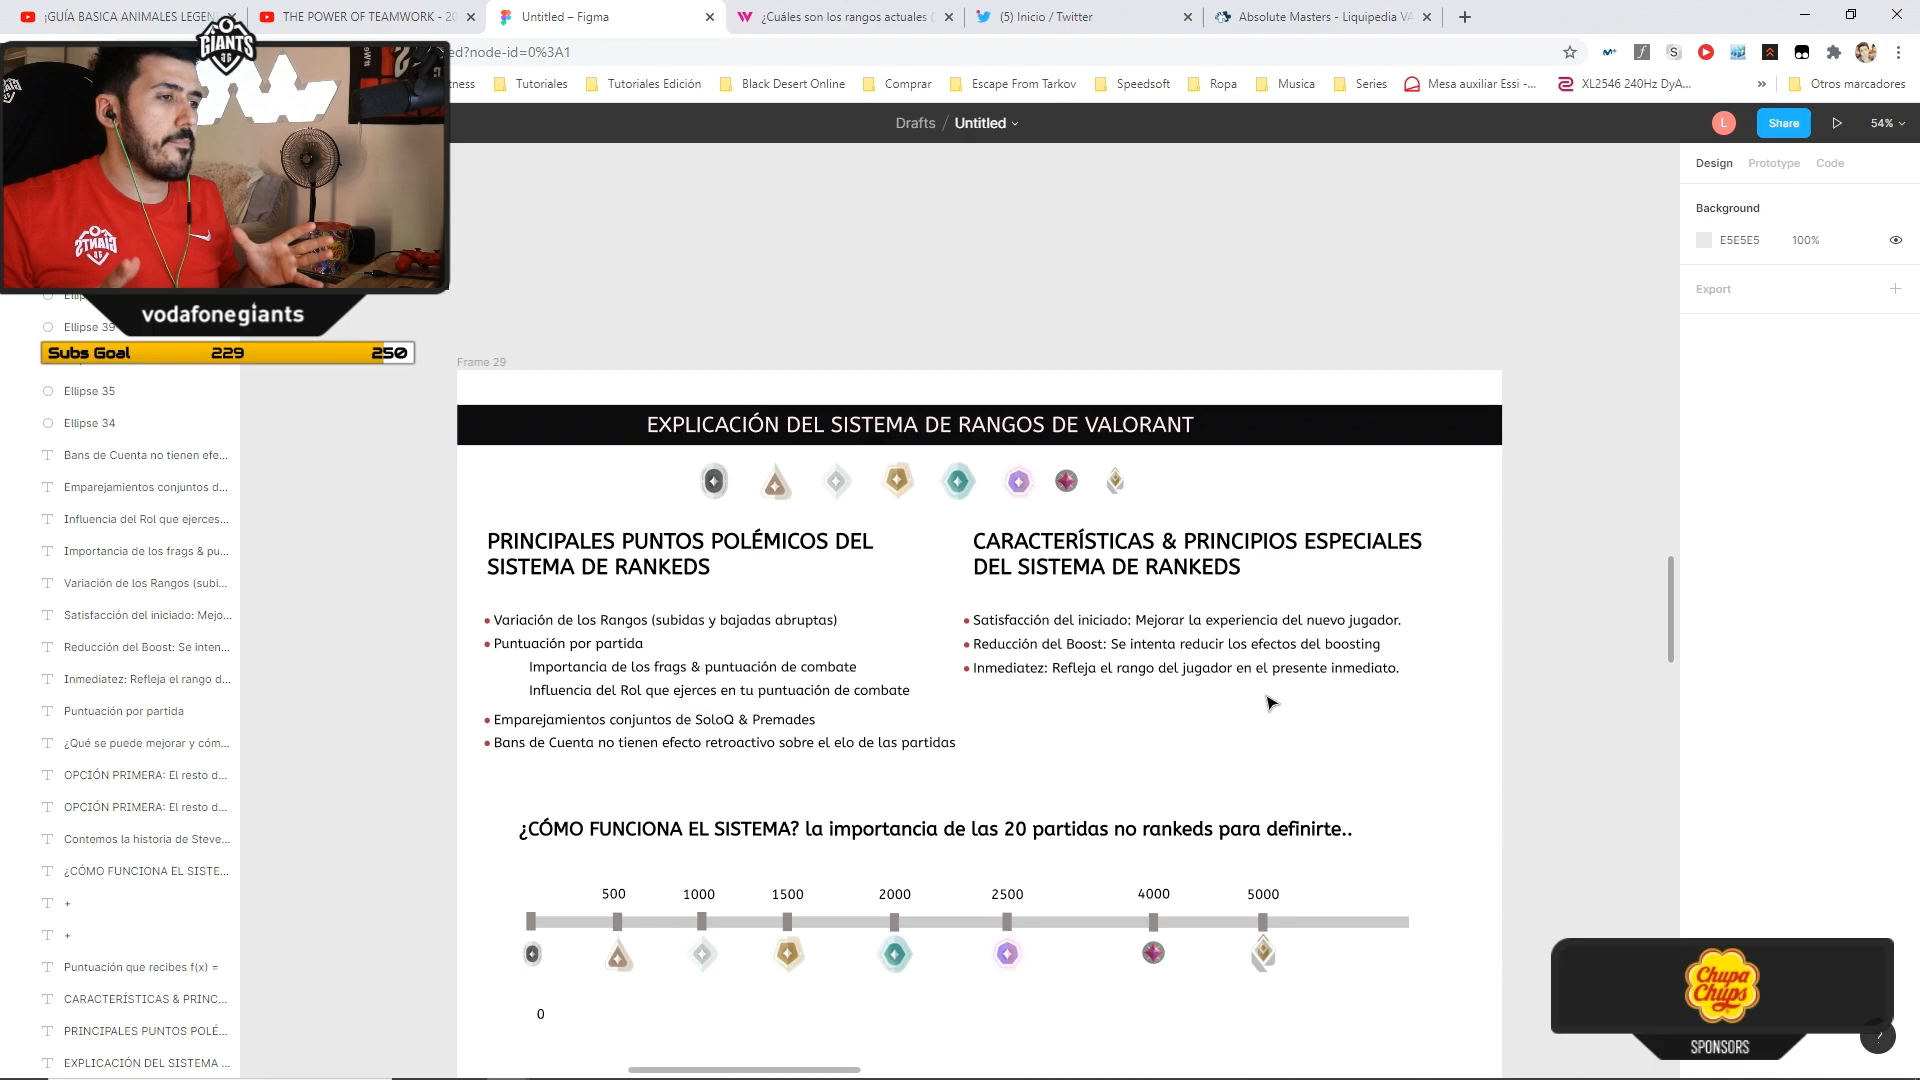 ¡GUÍA BASICA ANIMALES LEGEN
THE POWER OF TEAMWORK - 20
Untitled – Figma
¿Cuáles son los rangos actuales
(5) Inicio / Twitter
Absolute Masters - Liquipedia VA
ed?node-id=0%3A1
tness
Tutoriales
Tutoriales Edición
Black Desert Online
Comprar
Escape From Tarkov
Speedsoft
Ropa
Musica
Series
Mesa auxiliar Essi -...
XL2546 240Hz DyA...
Otros marcadores
Drafts / Untitled
L
Share
54%
Design
Prototype
Code
Background
E5E5E5
100%
Export
GIANTS
GIANTS
vodafonegiants
Subs Goal 229 250
Ellipse 39
Ellipse 35
Ellipse 34
Bans de Cuenta no tienen efe...
Emparejamientos conjuntos d...
Influencia del Rol que ejerces...
Importancia de los frags & pu...
Variación de los Rangos (subi...
Satisfacción del iniciado: Mejo...
Reducción del Boost: Se inten...
Inmediatez: Refleja el rango d...
Puntuación por partida
¿Qué se puede mejorar y cóm...
OPCIÓN PRIMERA: El resto d...
OPCIÓN PRIMERA: El resto d...
Contemos la historia de Steve...
¿CÓMO FUNCIONA EL SISTE...
+
+
Puntuación que recibes f(x) =
CARACTERÍSTICAS & PRINC...
PRINCIPALES PUNTOS POLÉ...
EXPLICACIÓN DEL SISTEMA ...
Frame 29
EXPLICACIÓN DEL SISTEMA DE RANGOS DE VALORANT
PRINCIPALES PUNTOS POLÉMICOS DEL
SISTEMA DE RANKEDS
Variación de los Rangos (subidas y bajadas abruptas)
Puntuación por partida
Importancia de los frags & puntuación de combate
Influencia del Rol que ejerces en tu puntuación de combate
Emparejamientos conjuntos de SoloQ & Premades
Bans de Cuenta no tienen efecto retroactivo sobre el elo de las partidas
CARACTERÍSTICAS & PRINCIPIOS ESPECIALES
DEL SISTEMA DE RANKEDS
Satisfacción del iniciado: Mejorar la experiencia del nuevo jugador.
Reducción del Boost: Se intenta reducir los efectos del boosting
Inmediatez: Refleja el rango del jugador en el presente inmediato.
¿CÓMO FUNCIONA EL SISTEMA? la importancia de las 20 partidas no rankeds para definirte..
500 1000 1500 2000 2500 4000 5000
0
Chupa
Chups
SPONSORS
?